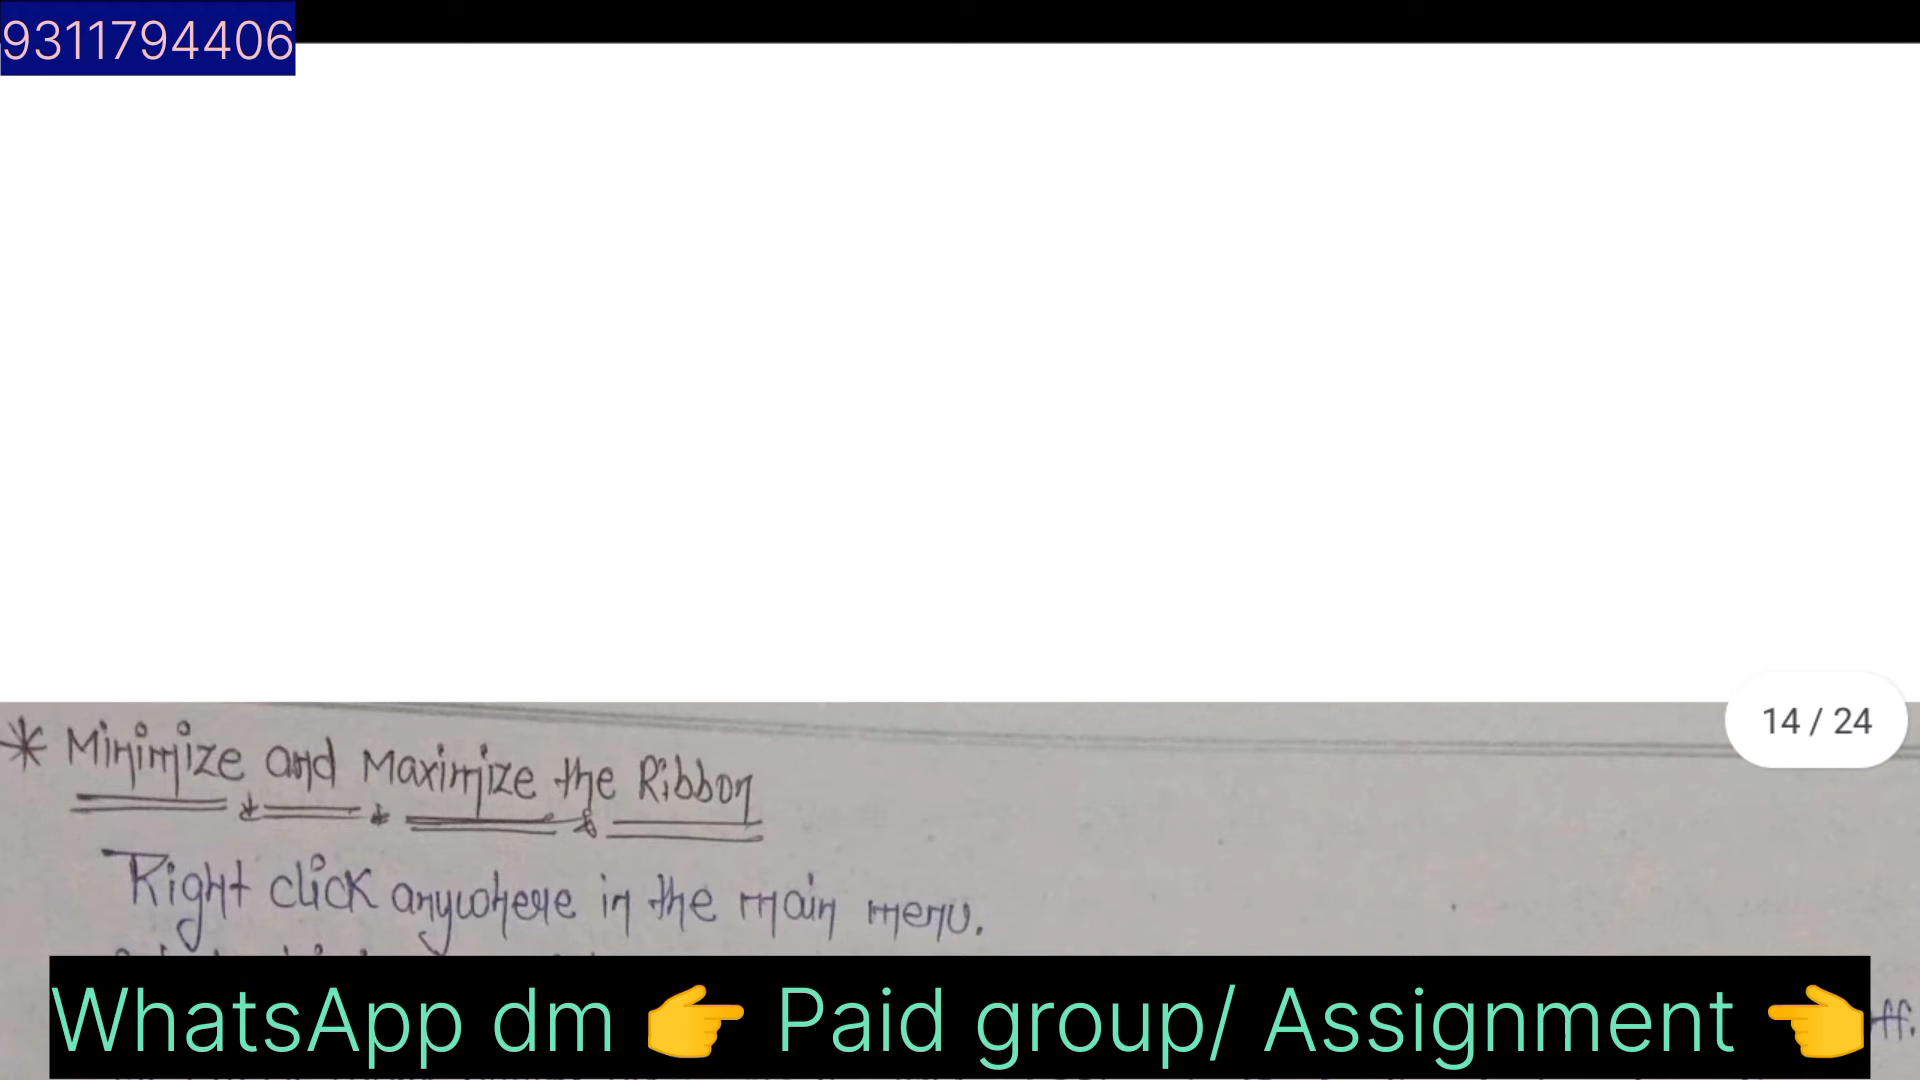 9311794406
14 / 24
* Minimize and Maximize the Ribbon
Right click anywhere in the main menu.
WhatsApp dm 👉 Paid group/ Assignment 👈